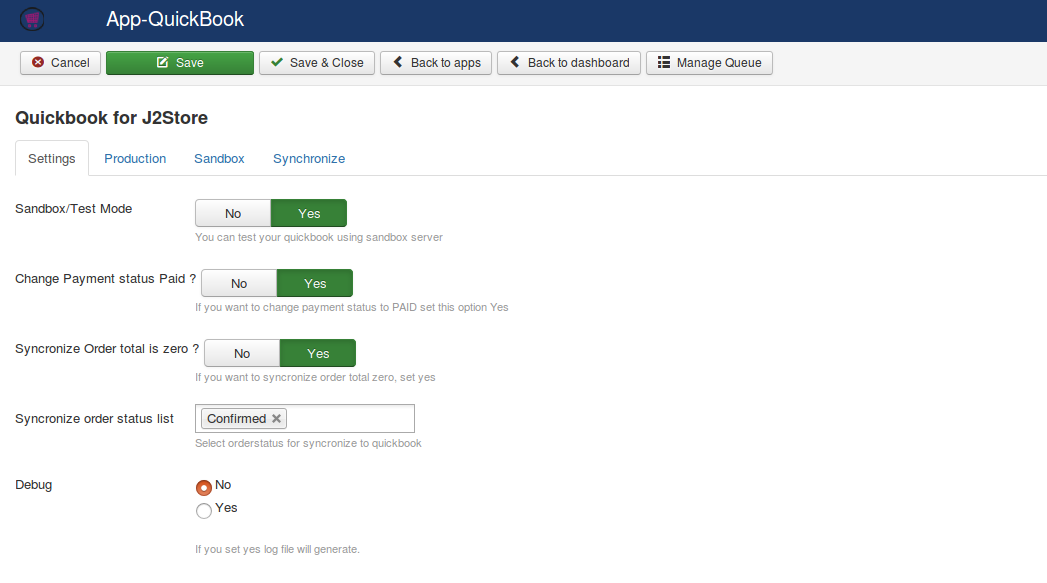 App-QuickBook
Cancel Save Save & Close Back to apps Back to dashboard Manage Queue
Quickbook for J2Store
Settings Production Sandbox Synchronize
Sandbox/Test Mode No Yes
You can test your quickbook using sandbox server
Change Payment status Paid ? No Yes
If you want to change payment status to PAID set this option Yes
Syncronize Order total is zero ? No Yes
If you want to syncronize order total zero, set yes
Syncronize order status list Confirmed
Select orderstatus for syncronize to quickbook
Debug No
Yes
If you set yes log file will generate.